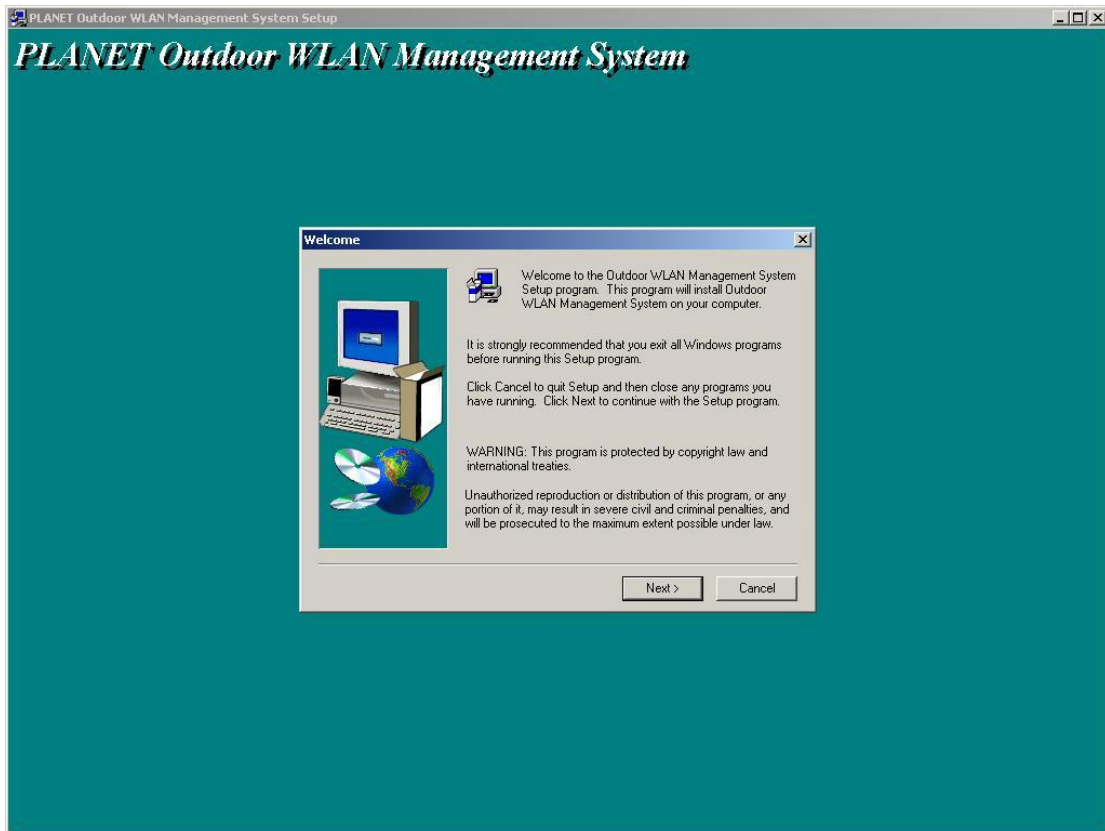 PLANET Outdoor WLAN Management System Setup
PLANET Outdoor WLAN Management System
Welcome
Welcome to the Outdoor WLAN Management System
Setup program. This program will install Outdoor
WLAN Management System on your computer.
It is strongly recommended that you exit all Windows programs
before running this Setup program.
Click Cancel to quit Setup and then close any programs you
have running. Click Next to continue with the Setup program.
WARNING: This program is protected by copyright law and
international treaties.
Unauthorized reproduction or distribution of this program, or any
portion of it, may result in severe civil and criminal penalties, and
will be prosecuted to the maximum extent possible under law.
Next >
Cancel